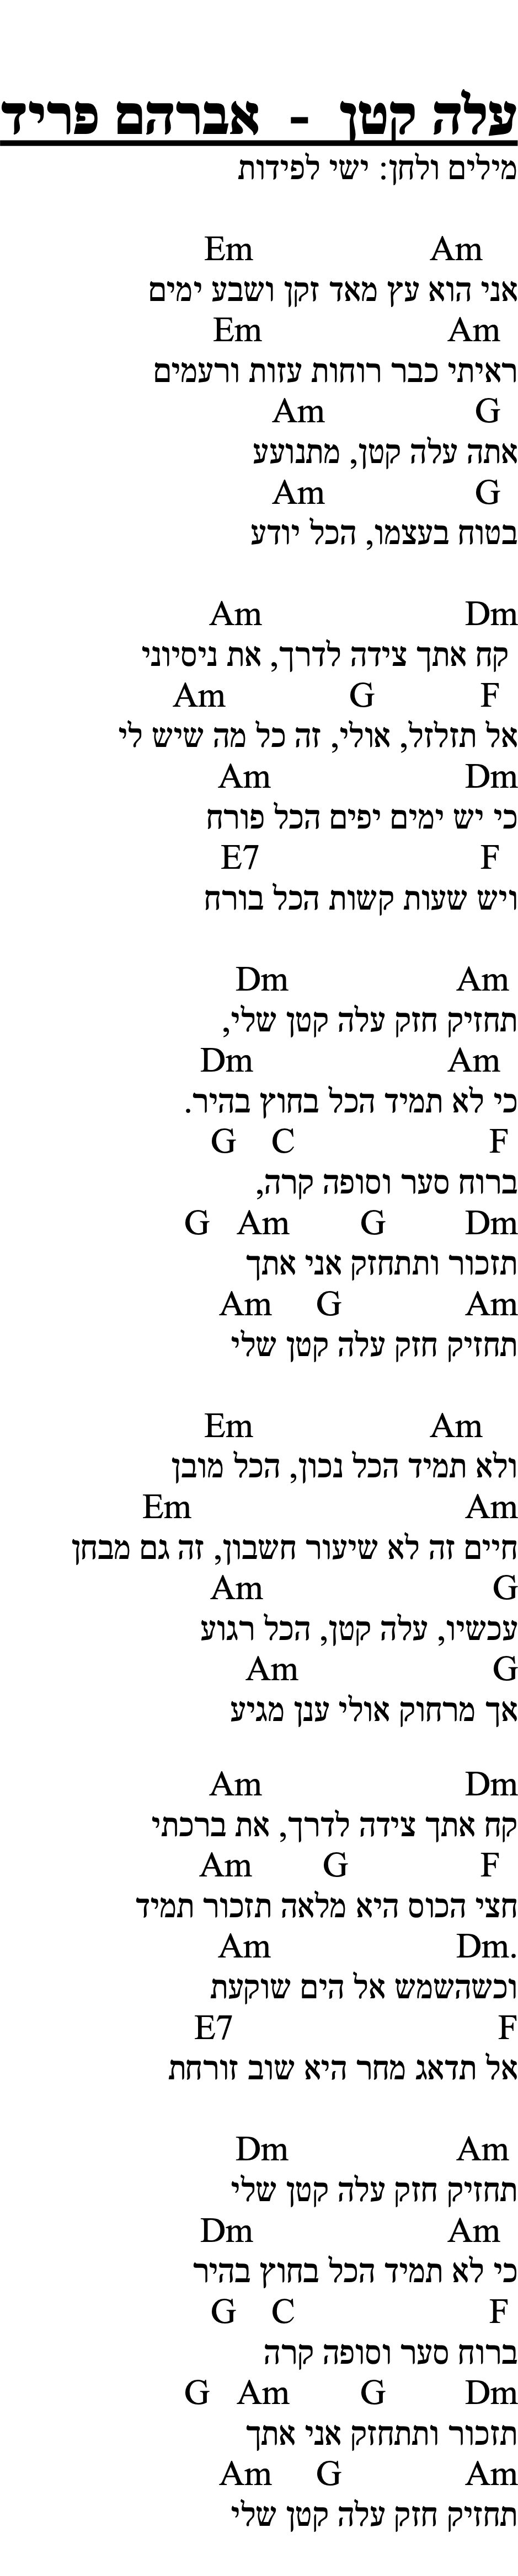 עלה קטן - אברהם פריד
מילים ולחן: ישי לפידות
Am Em
אני הוא עץ מאד זקן ושבע ימים
Am Em
ראיתי כבר רוחות עזות ורעמים
G Am
אתה עלה קטן, מתנועע
G Am
בטוח בעצמו, הכל יודע
Dm Am
קח אתך צידה לדרך, את ניסיוני
F G Am
אל תזלזל, אולי, זה כל מה שיש לי
Dm Am
כי יש ימים יפים הכל פורח
F E7
ויש שעות קשות הכל בורח
Am Dm
תחזיק חזק עלה קטן שלי,
Am Dm
כי לא תמיד הכל בחוץ בהיר.
F C G
ברוח סער וסופה קרה,
Dm G Am G
תזכור ותתחזק אני אתך
Am G Am
תחזיק חזק עלה קטן שלי
Am Em
ולא תמיד הכל נכון, הכל מובן
Am Em
חיים זה לא שיעור חשבון, זה גם מבחן
G Am
עכשיו, עלה קטן, הכל רגוע
G Am
אך מרחוק אולי ענן מגיע
Dm Am
קח אתך צידה לדרך, את ברכתי
F G Am
חצי הכוס היא מלאה תזכור תמיד
Dm. Am
וכשהשמש אל הים שוקעת
F E7
אל תדאג מחר היא שוב זורחת
Am Dm
תחזיק חזק עלה קטן שלי
Am Dm
כי לא תמיד הכל בחוץ בהיר
F C G
ברוח סער וסופה קרה
Dm G Am G
תזכור ותתחזק אני אתך
Am G Am
תחזיק חזק עלה קטן שלי